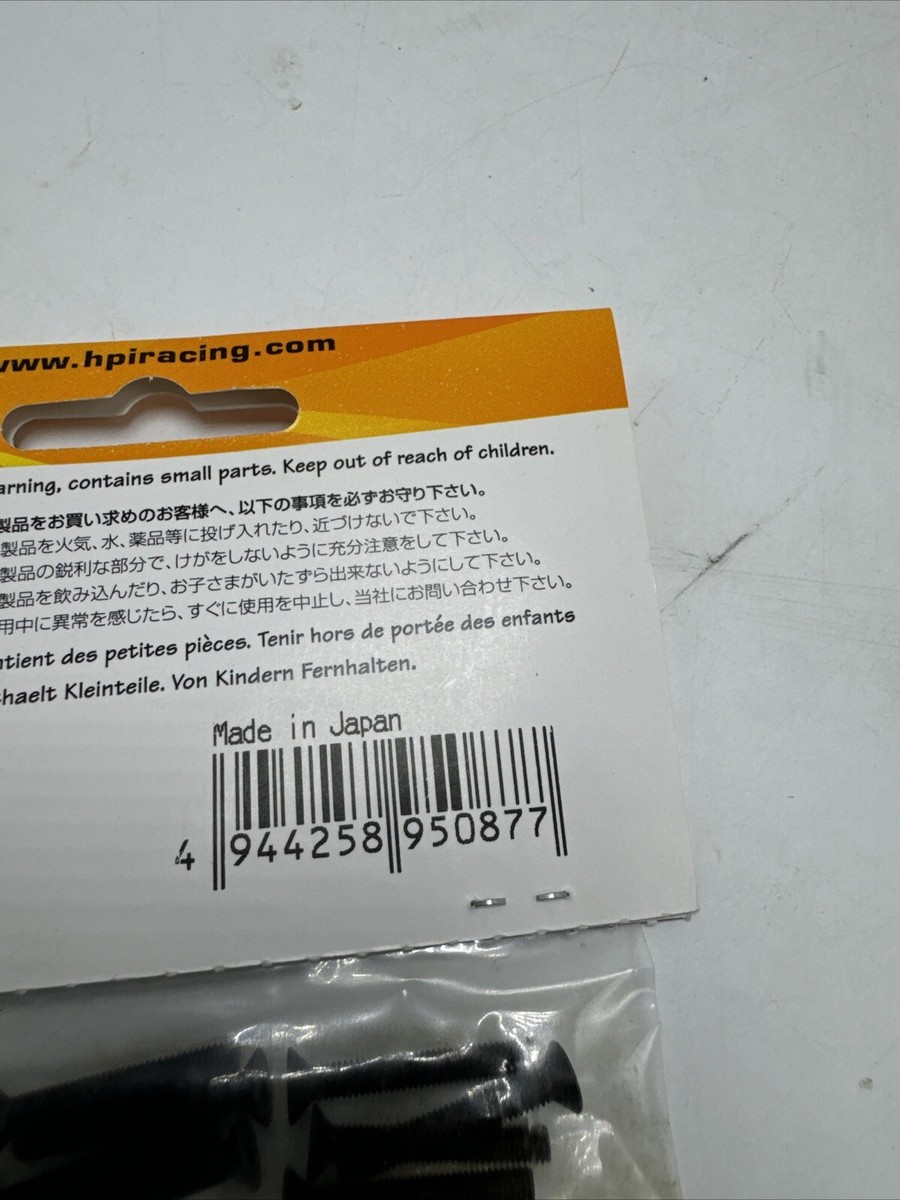 www.hpiracing.com
arning, contains small parts. Keep out of reach of children.
製品をお買い求めのお客様へ、以下の事項を必ずお守り下さい。
製品を火気、水、薬品等に投げ入れたり、近づけないで下さい。
製品の鋭利な部分で、けがをしないように充分注意をして下さい。
製品を飲み込んだり、お子さまがいたずら出来ないようにして下さい。
用中に異常を感じたら、すぐに使用を中止し、当社にお問い合わせ下さい。
ntient des petites pièces. Tenir hors de portée des enfants
haelt Kleinteile. Von Kindern Fernhalten.
Made in Japan
4 944258 950877